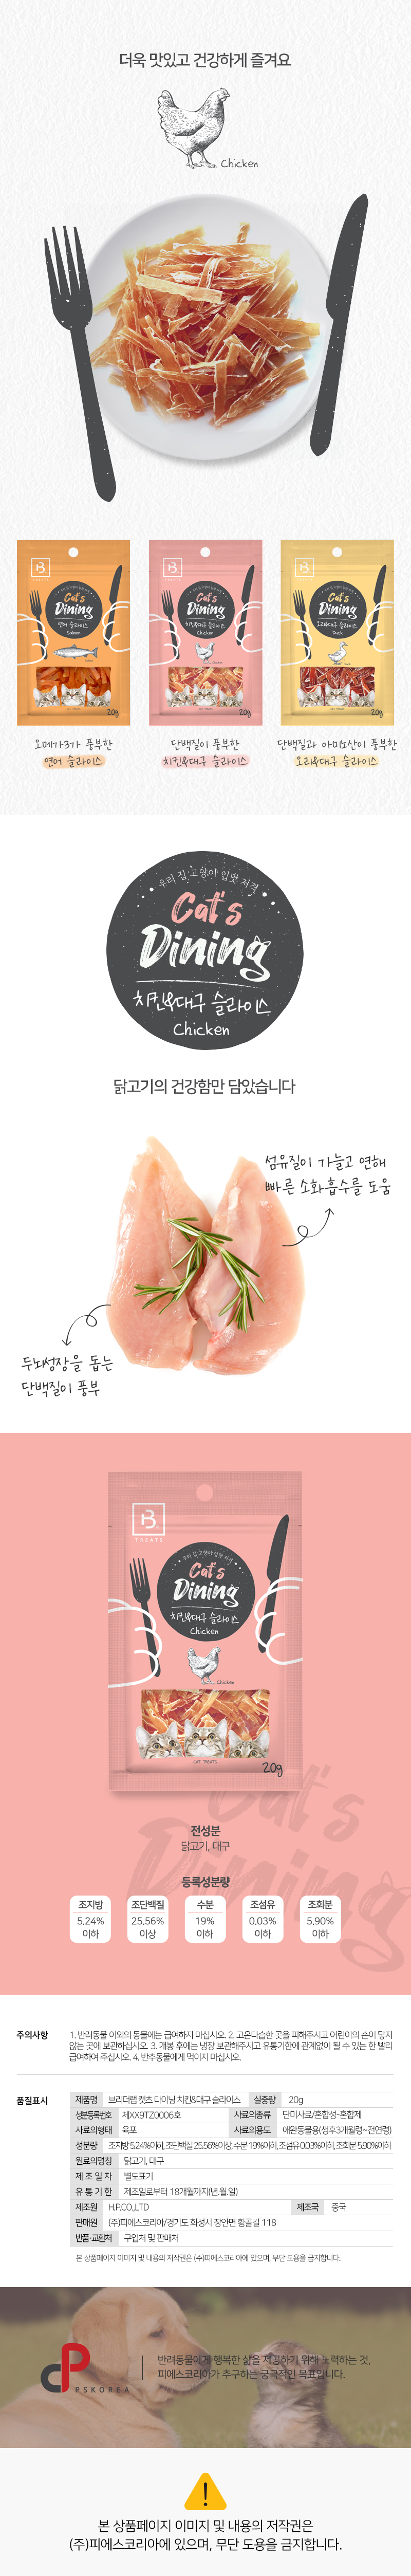 더욱 맛있고 건강하게 즐겨요
Chicken
B
TREATS
Cat's
Dining
연어 슬라이스
Salmon
20g
B
TREATS
Cat's
Dining
치킨&대구 슬라이스
Chicken
20g
B
TREATS
Cat's
Dining
오리&대구 슬라이스
Duck
20g
오메가3가 풍부한
연어 슬라이스
단백질이 풍부한
치킨&대구 슬라이스
단백질과 아미노산이 풍부한
오리&대구 슬라이스
우리 집 고양이 입맛 저격
Cat's
Dining
치킨&대구 슬라이스
Chicken
닭고기의 건강함만 담았습니다
섬유질이 가늘고 연해
빠른 소화흡수를 도움
두뇌성장을 돕는
단백질이 풍부
B
TREATS
우리 집 고양이 입맛 저격
Cat's
Dining
치킨&대구 슬라이스
Chicken
Chicken
CAT TREATS
20g
Cat's
Dining
전성분
닭고기, 대구
등록성분량
조지방 5.24% 이하
조단백질 25.56% 이상
수분 19% 이하
조섬유 0.03% 이하
조회분 5.90% 이하
주의사항
1. 반려동물 이외의 동물에는 급여하지 마십시오. 2. 고온다습한 곳을 피해주시고 어린이의 손이 닿지
않는 곳에 보관하십시오. 3. 개봉 후에는 냉장 보관해주시고 유통기한에 관계없이 될 수 있는 한 빨리
급여하여 주십시오. 4. 반추동물에게 먹이지 마십시오.
품질표시
제품명 브리더랩 캣츠 다이닝 치킨&대구 슬라이스 실중량 20g
성분등록번호 제XX9TZ0006호 사료의종류 단미사료/혼합성-혼합제
사료의형태 육포 사료의용도 애완동물용(생후3개월령~전연령)
성분량 조지방 5.24%이하, 조단백질 25.56%이상, 수분 19%이하, 조섬유 0.03%이하, 조회분 5.90%이하
원료의명칭 닭고기, 대구
제 조 일 자 별도표기
유 통 기 한 제조일로부터 18개월까지(년.월.일)
제조원 H.P.CO.,LTD 제조국 중국
판매원 (주)피에스코리아/경기도 화성시 장안면 황골길 118
반품·교환처 구입처 및 판매처
본 상품페이지 이미지 및 내용의 저작권은 (주)피에스코리아에 있으며, 무단 도용을 금지합니다.
PSKOREA
반려동물에게 행복한 삶을 제공하기 위해 노력하는 것,
피에스코리아가 추구하는 궁극적인 목표입니다.
본 상품페이지 이미지 및 내용의 저작권은
(주)피에스코리아에 있으며, 무단 도용을 금지합니다.